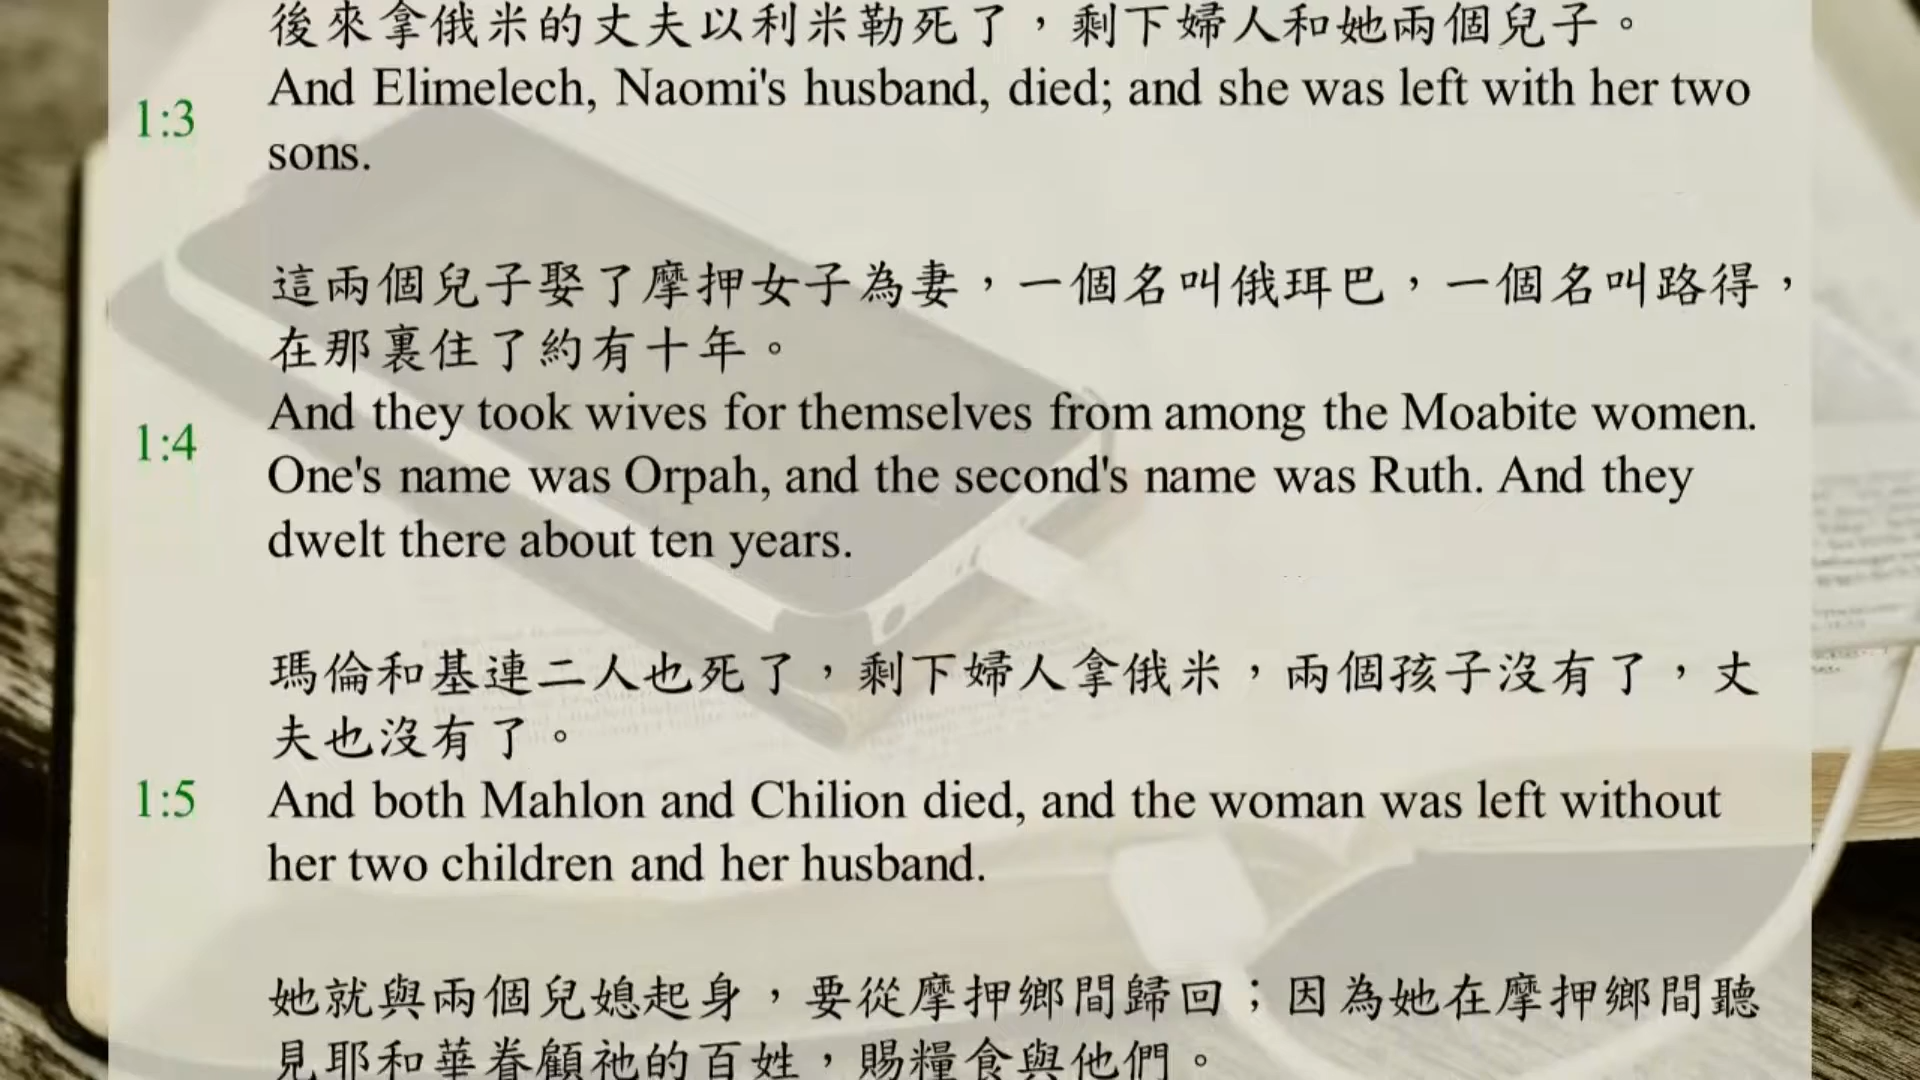 後來拿俄米的丈夫以利米勒死了，剩下婦人和她兩個兒子。
1:3 And Elimelech, Naomi's husband, died; and she was left with her two
sons.
這兩個兒子娶了摩押女子為妻，一個名叫俄珥巴，一個名叫路得，
在那裏住了約有十年。
And they took wives for themselves from among the Moabite women.
1:4 One's name was Orpah, and the second's name was Ruth. And they
dwelt there about ten years.
瑪倫和基連二人也死了，剩下婦人拿俄米，兩個孩子沒有了，丈
夫也沒有了。
1:5 And both Mahlon and Chilion died, and the woman was left without
her two children and her husband.
她就與兩個兒媳起身，要從摩押鄉間歸回；因為她在摩押鄉間聽
見耶和華眷顧祂的百姓，賜糧食與他們。